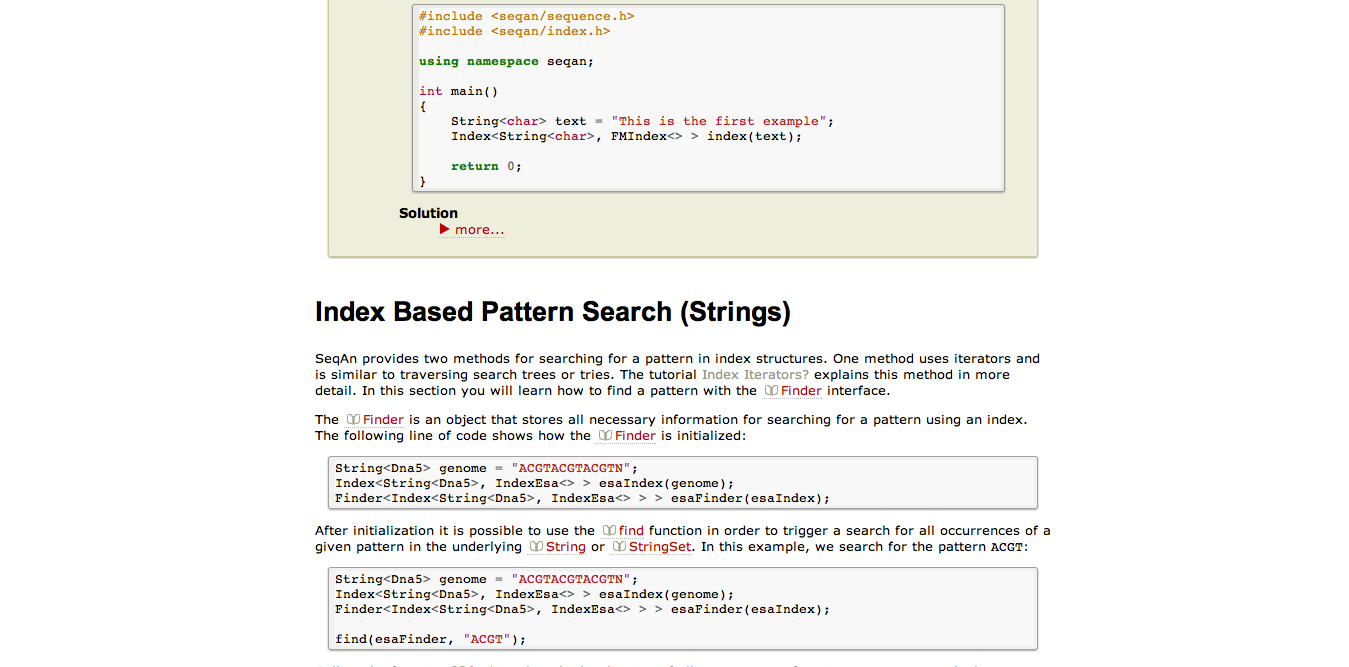 #include <seqan/sequence.h>
#include <seqan/index.h>
using namespace seqan;
int main()
{
    String<char> text = "This is the first example";
    Index<String<char>, FMIndex<> > index(text);
    return 0;
}
Solution
more...
Index Based Pattern Search (Strings)
SeqAn provides two methods for searching for a pattern in index structures. One method uses iterators and
is similar to traversing search trees or tries. The tutorial Index Iterators? explains this method in more
detail. In this section you will learn how to find a pattern with the Finder interface.
The Finder is an object that stores all necessary information for searching for a pattern using an index.
The following line of code shows how the Finder is initialized:
String<Dna5> genome = "ACGTACGTACGTN";
Index<String<Dna5>, IndexEsa<> > esaIndex(genome);
Finder<Index<String<Dna5>, IndexEsa<> > > esaFinder(esaIndex);
After initialization it is possible to use the find function in order to trigger a search for all occurrences of a
given pattern in the underlying String or StringSet. In this example, we search for the pattern ACGT:
String<Dna5> genome = "ACGTACGTACGTN";
Index<String<Dna5>, IndexEsa<> > esaIndex(genome);
Finder<Index<String<Dna5>, IndexEsa<> > > esaFinder(esaIndex);
find(esaFinder, "ACGT");